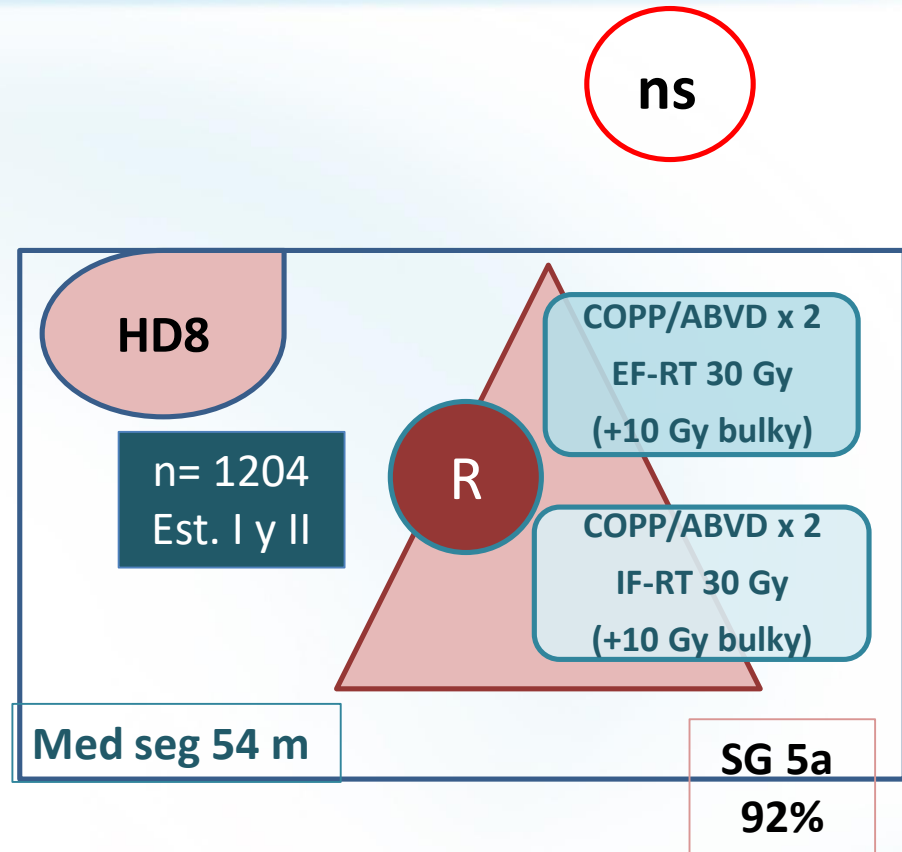 ns
HD8
n= 1204
Est. I y II
R
COPP/ABVD x 2
EF-RT 30 Gy
(+10 Gy bulky)
COPP/ABVD x 2
IF-RT 30 Gy
(+10 Gy bulky)
Med seg 54 m
SG 5a
92%